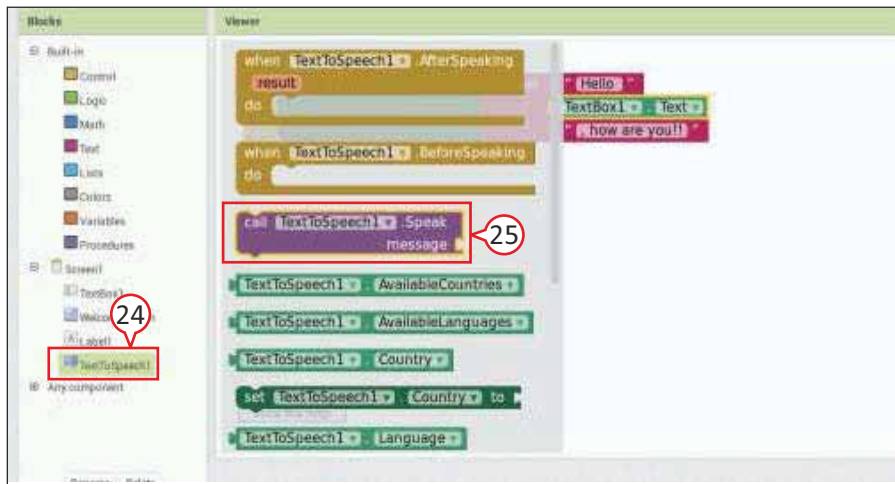 Blocks
Viewer
Built-in
Control
Logic
Math
Text
Lists
Colors
Variables
Procedures
Screen1
TextBox1
Label1
TextToSpeech1
Any component
Rename Delete
24
when TextToSpeech1 .AfterSpeaking
result
do
when TextToSpeech1 .BeforeSpeaking
do
call TextToSpeech1 .Speak
message
25
TextToSpeech1 . AvailableCountries
TextToSpeech1 . AvailableLanguages
TextToSpeech1 . Country
set TextToSpeech1 . Country to
TextToSpeech1 . Language
" Hello "
TextBox1 . Text
" , how are you!! "